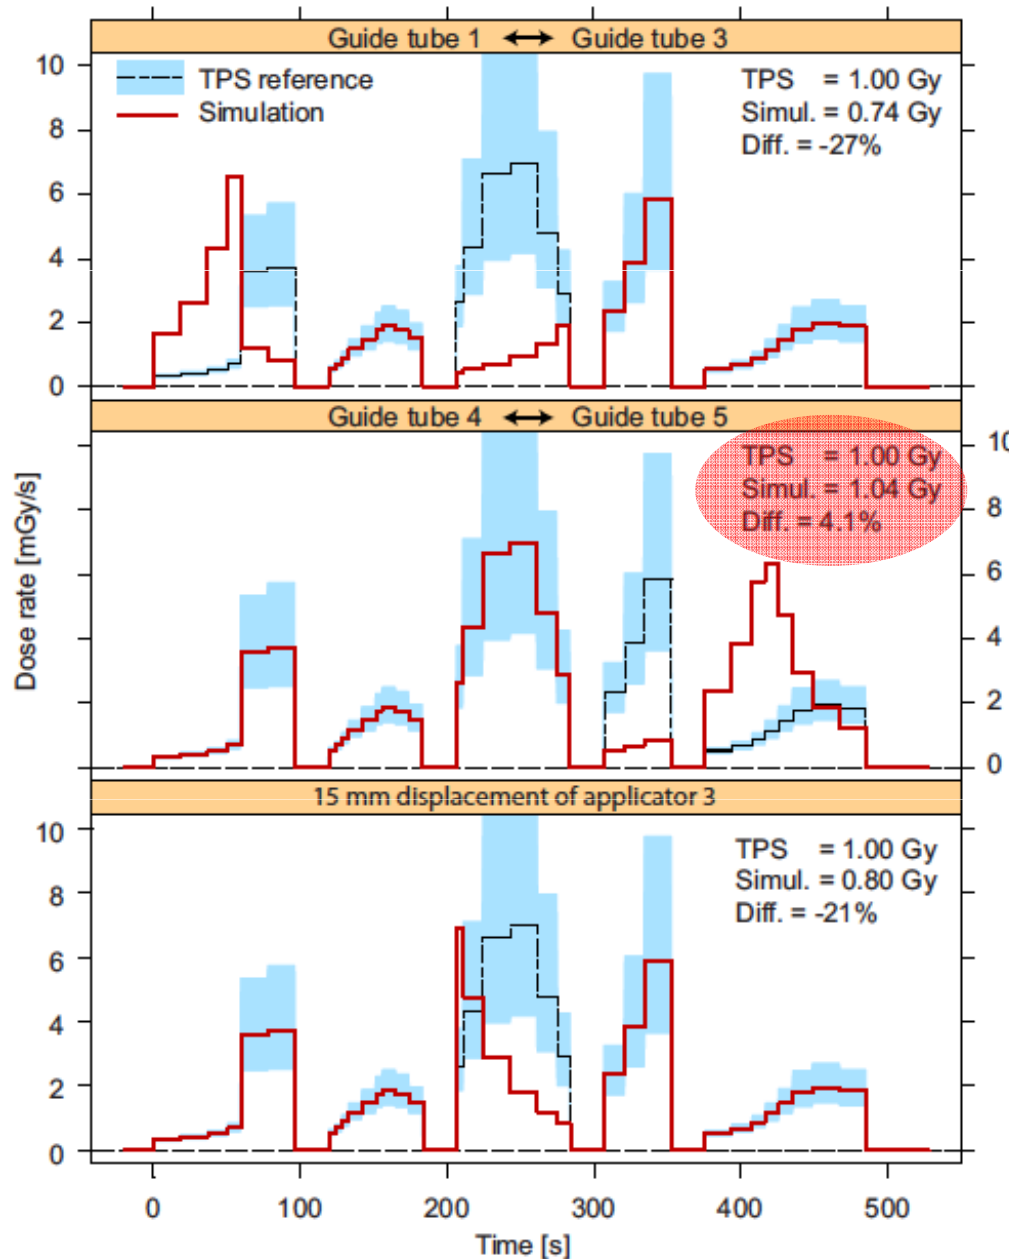 Guide tube 1 ↔ Guide tube 3
10
8
6
4
2
0
TPS reference
Simulation
TPS = 1.00 Gy
Simul. = 0.74 Gy
Diff. = -27%
Guide tube 4 ↔ Guide tube 5
TPS = 1.00 Gy
Simul. = 1.04 Gy
Diff. = 4.1%
10
8
6
4
2
0
Dose rate [mGy/s]
15 mm displacement of applicator 3
10
8
6
4
2
0
TPS = 1.00 Gy
Simul. = 0.80 Gy
Diff. = -21%
0 100 200 300 400 500
Time [s]